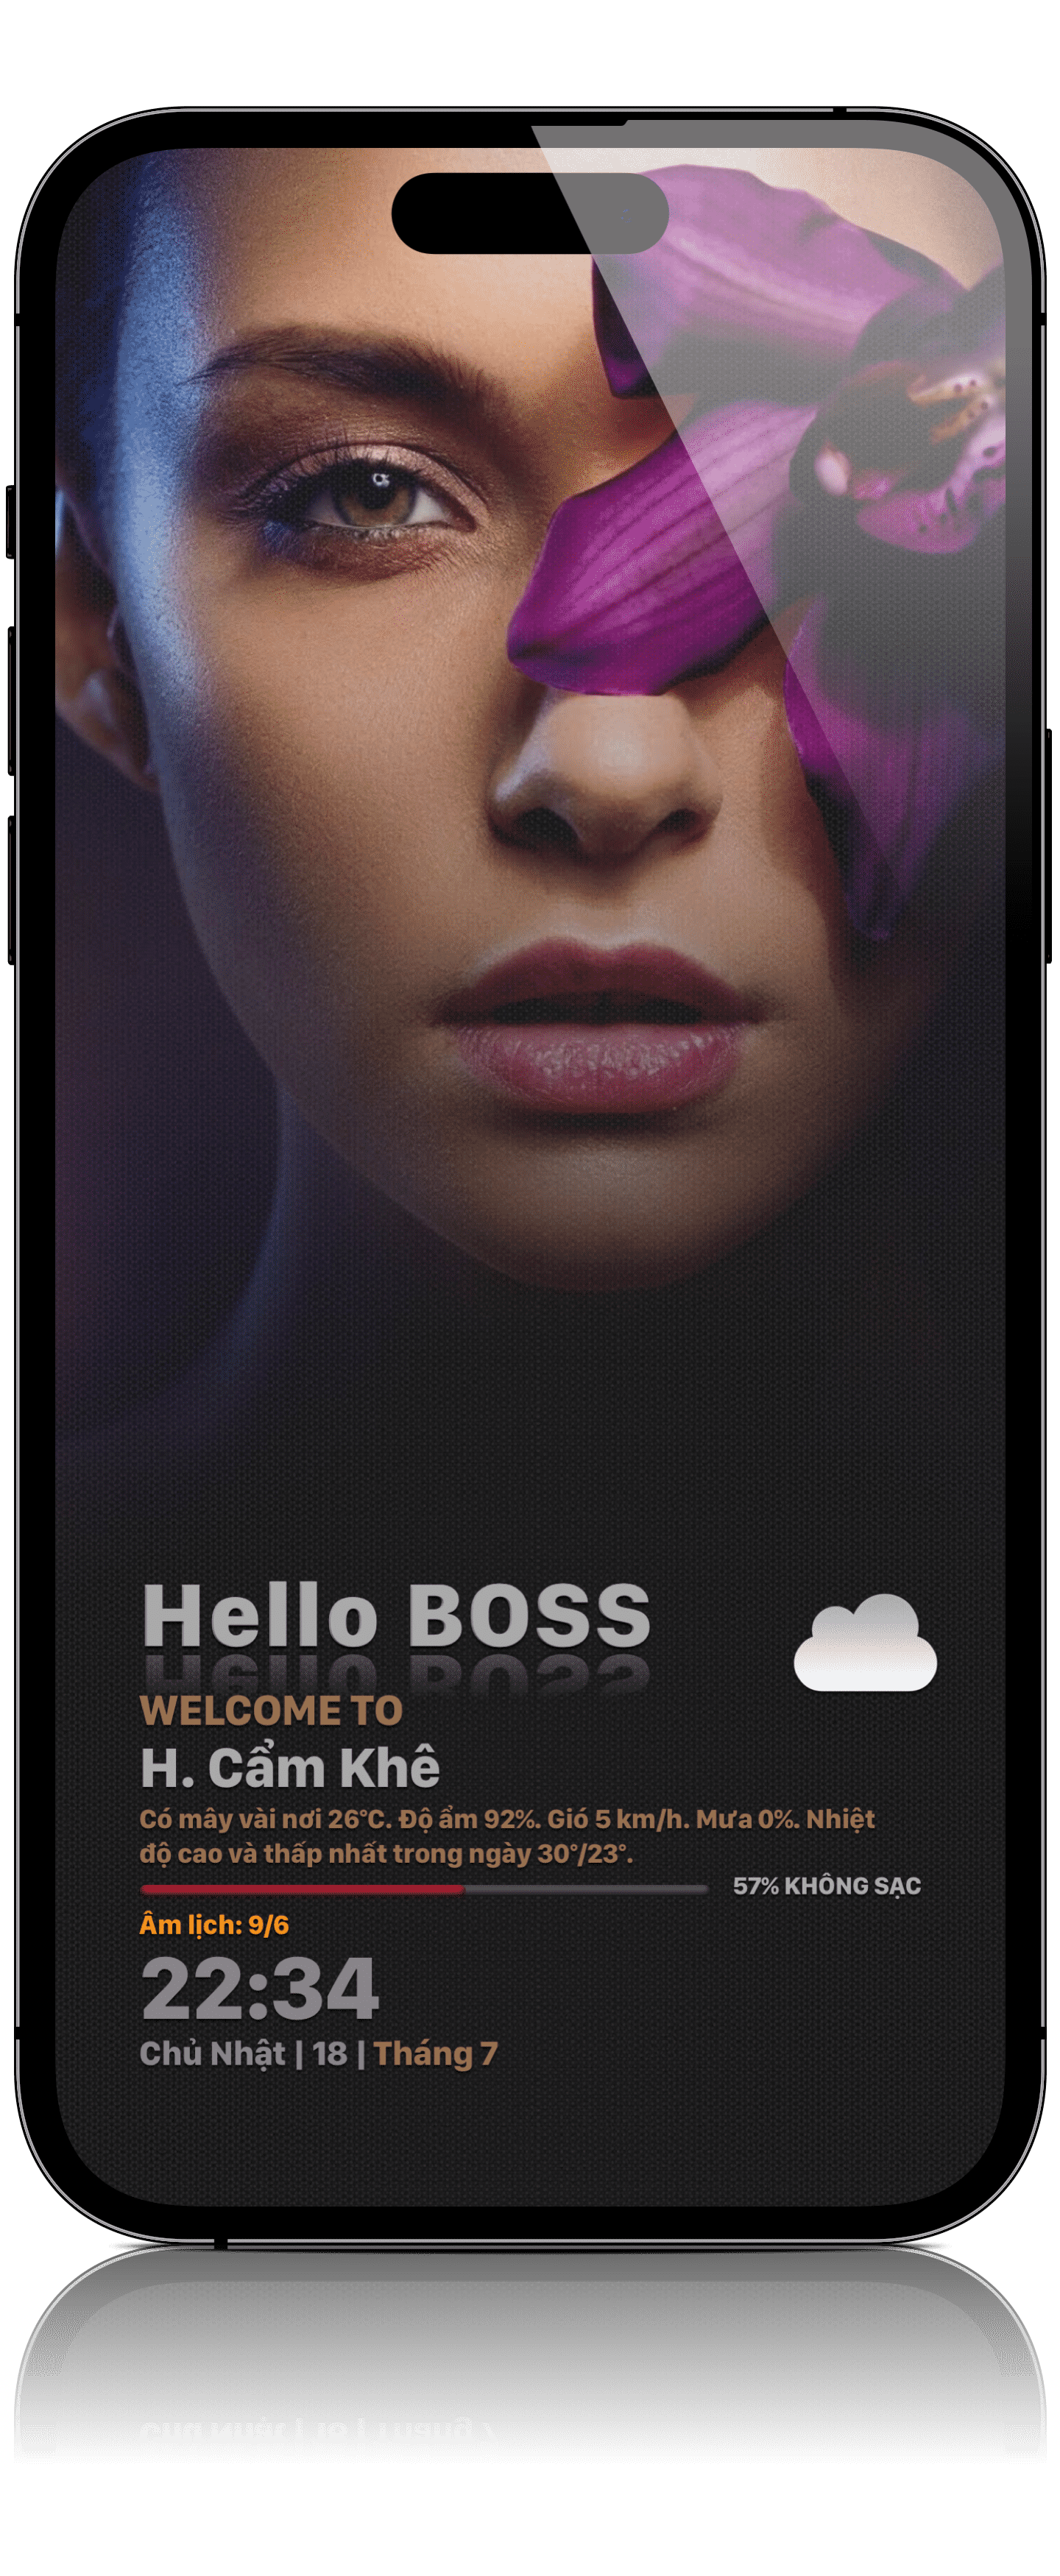 Hello BOSS
WELCOME TO
H. Cẩm Khê
Có mây vài nơi 26°C. Độ ẩm 92%. Gió 5 km/h. Mưa 0%. Nhiệt
độ cao và thấp nhất trong ngày 30°/23°.
57% KHÔNG SẠC
Âm lịch: 9/6
22:34
Chủ Nhật | 18 | Tháng 7